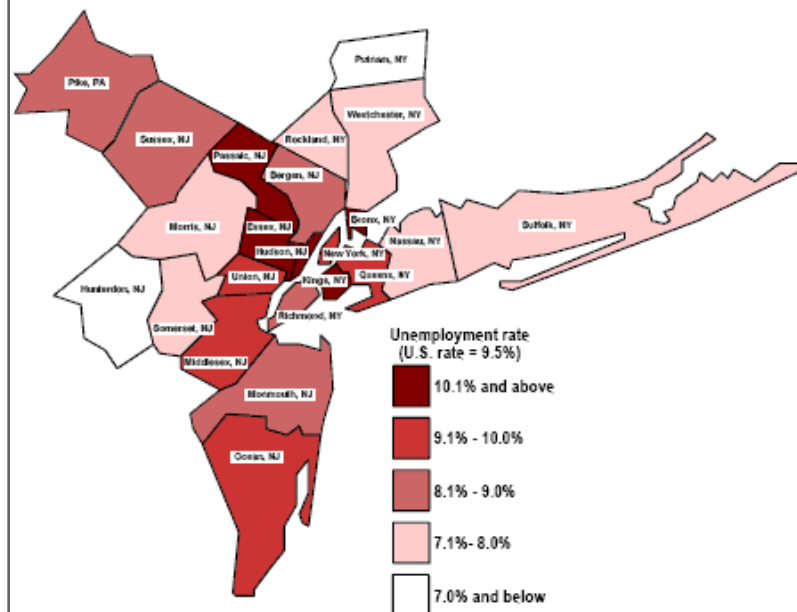 Putnam, NY
Pike, PA
Westchester, NY
Sussex, NJ
Rockland, NY
Passaic, NJ
Bergen, NJ
Bronx, NY
Morris, NJ
Essex, NJ
Suffolk, NY
Nassau, NY
Hudson, NJ
New York, NY
Union, NJ
Queens, NY
Kings, NY
Hunterdon, NJ
Richmond, NY
Somerset, NJ
Middlesex, NJ
Monmouth, NJ
Ocean, NJ
Unemployment rate
(U.S. rate = 9.5%)
10.1% and above
9.1% - 10.0%
8.1% - 9.0%
7.1%- 8.0%
7.0% and below